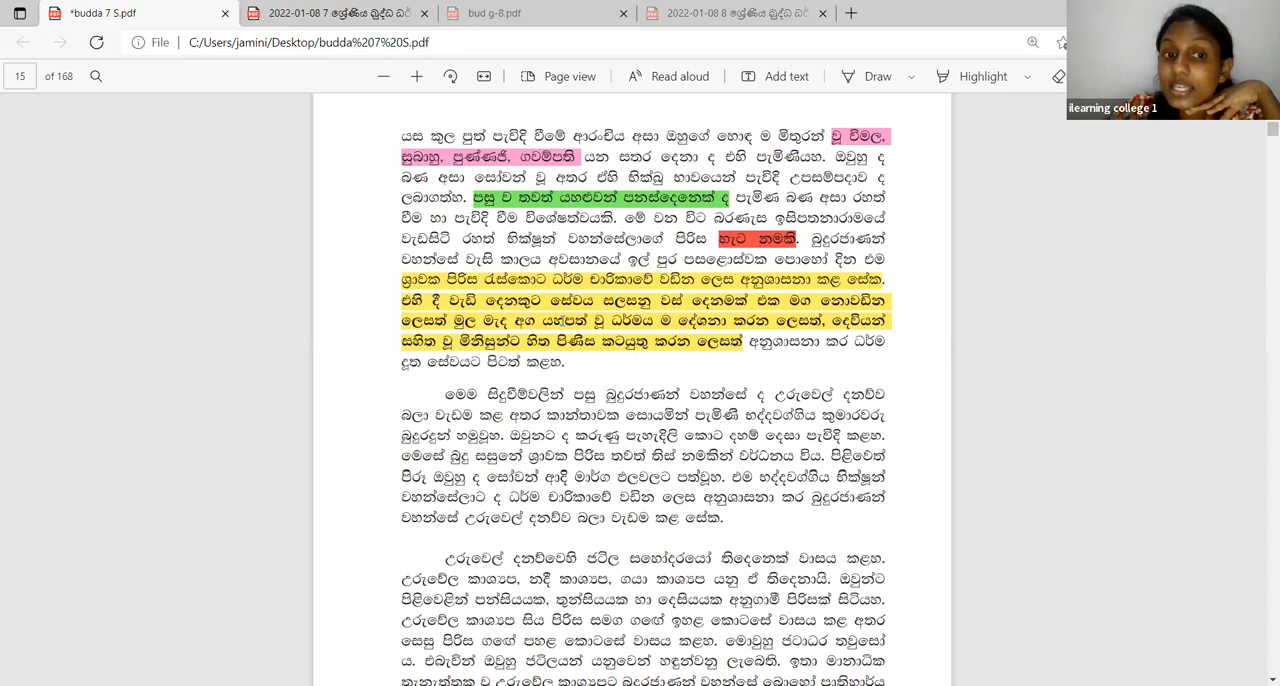 *budda 7 S.pdf
2022-01-08 7 ශ්‍රේණිය බුද්ධ ධර්
bud g-8.pdf
2022-01-08 8 ශ්‍රේණිය බුද්ධ ධර්
File C:/Users/jamini/Desktop/budda%207%20S.pdf
15 of 168 Page view Read aloud Add text Draw Highlight
ilearning college 1
යස කුල පුත් පැවිදි වීමේ ආරංචිය අසා ඔහුගේ හොඳ ම මිතුරන් වූ විමල,
සුබාහු, පුණ්ණජි, ගවම්පති යන සතර දෙනා ද එහි පැමිණියහ. ඔවුහු ද
බණ අසා සෝවන් වූ අතර ඒහි භික්ඛු භාවයෙන් පැවිදි උපසම්පදාව ද
ලබාගත්හ. පසු ව තවත් යහළුවන් පනස්දෙනෙක් ද පැමිණ බණ අසා රහත්
වීම හා පැවිදි වීම විශේෂත්වයකි. මේ වන විට බරණැස ඉසිපතනාරාමයේ
වැඩසිටි රහත් භික්ෂූන් වහන්සේලාගේ පිරිස හැට නමකි. බුදුරජාණන්
වහන්සේ වැසි කාලය අවසානයේ ඉල් පුර පසළොස්වක පොහෝ දින එම
ශ්‍රාවක පිරිස රැස්කොට ධර්ම චාරිකාවේ වඩින ලෙස අනුශාසනා කළ සේක.
එහි දී වැඩි දෙනකුට සේවය සලසනු වස් දෙනමක් එක මග නොවඩින
ලෙසත් මුල මැද අග යහපත් වූ ධර්මය ම දේශනා කරන ලෙසත්, දෙවියන්
සහිත වූ මිනිසුන්ට හිත පිණිස කටයුතු කරන ලෙසත් අනුශාසනා කර ධර්ම
දූත සේවයට පිටත් කළහ.
මෙම සිදුවීම්වලින් පසු බුදුරජාණන් වහන්සේ ද උරුවෙල් දනව්ව
බලා වැඩම කළ අතර කාන්තාවක සොයමින් පැමිණි භද්දවග්ගිය කුමාරවරු
බුදුරදුන් හමුවූහ. ඔවුනට ද කරුණු පැහැදිලි කොට දහම් දෙසා පැවිදි කළහ.
මෙසේ බුදු සසුනේ ශ්‍රාවක පිරිස තවත් තිස් නමකින් වර්ධනය විය. පිළිවෙත්
පිරූ ඔවුහු ද සෝවන් ආදි මාර්ග ඵලවලට පත්වූහ. එම භද්දවග්ගිය භික්ෂූන්
වහන්සේලාට ද ධර්ම චාරිකාවේ වඩින ලෙස අනුශාසනා කර බුදුරජාණන්
වහන්සේ උරුවෙල් දනව්ව බලා වැඩම කළ සේක.
උරුවෙල් දනව්වෙහි ජටිල සහෝදරයෝ තිදෙනෙක් වාසය කළහ.
උරුවේල කාශ්‍යප, නදී කාශ්‍යප, ගයා කාශ්‍යප යනු ඒ තිදෙනායි. ඔවුන්ට
පිළිවෙළින් පන්සියයක, තුන්සියයක හා දෙසියයක අනුගාමී පිරිසක් සිටියහ.
උරුවේල කාශ්‍යප සිය පිරිස සමග ගඟේ ඉහළ කොටසේ වාසය කළ අතර
සෙසු පිරිස ගඟේ පහළ කොටසේ වාසය කළහ. මොවුහු ජටාධර තවුසෝ
ය. එබැවින් ඔවුහු ජටිලයන් යනුවෙන් හඳුන්වනු ලැබෙති. ඉතා මානාධික
තැනැත්තක වූ උරුවේල කාශ්‍යපට බුදුරජාණන් වහන්සේ බොහෝ ප්‍රාතිහාර්ය